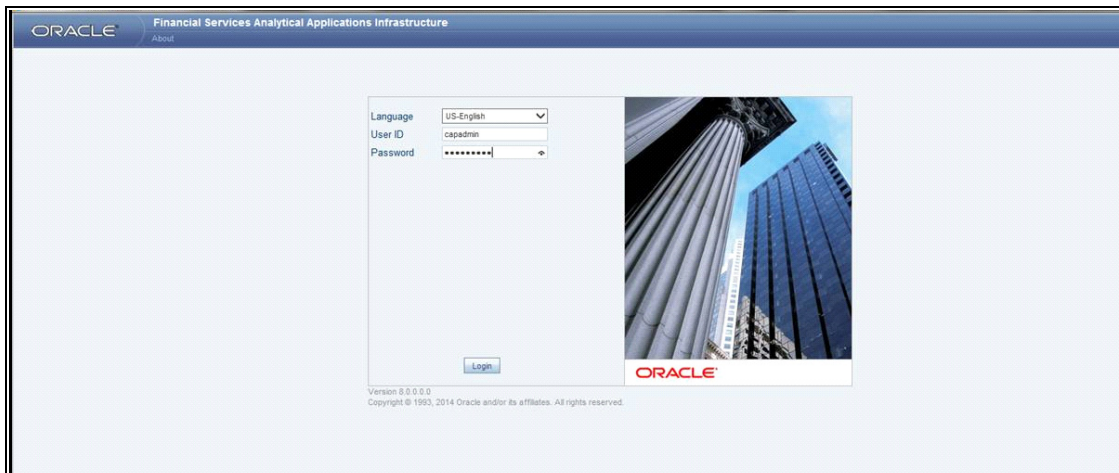 ORACLE
Financial Services Analytical Applications Infrastructure
About
Language US-English
User ID capadmin
Password •••••••••
Login
ORACLE
Version 8.0.0.0.0
Copyright © 1993, 2014 Oracle and/or its affiliates. All rights reserved.